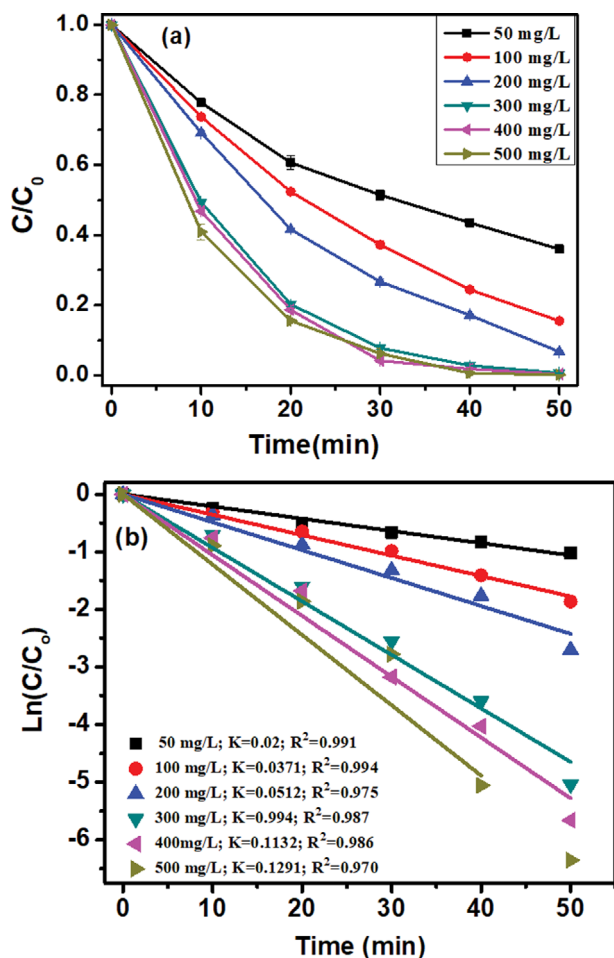 (a)
50 mg/L
100 mg/L
200 mg/L
300 mg/L
400 mg/L
500 mg/L
C/C0
1.0
0.8
0.6
0.4
0.2
0.0
0 10 20 30 40 50
Time(min)
(b)
Ln(C/Co)
0
-1
-2
-3
-4
-5
-6
50 mg/L; K=0.02; R²=0.991
100 mg/L; K=0.0371; R²=0.994
200 mg/L; K=0.0512; R²=0.975
300 mg/L; K=0.994; R²=0.987
400mg/L; K=0.1132; R²=0.986
500 mg/L; K=0.1291; R²=0.970
0 10 20 30 40 50
Time (min)